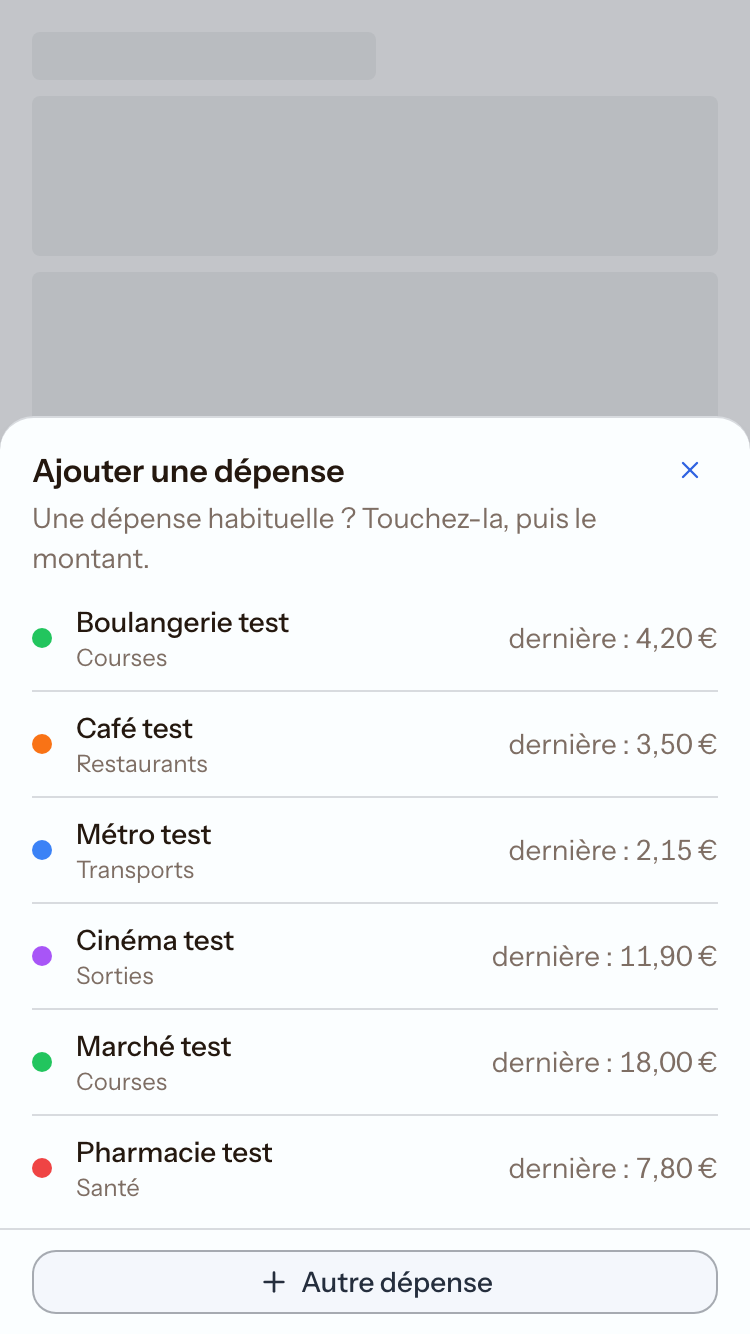 Ajouter une dépense
Une dépense habituelle ? Touchez-la, puis le
montant.
Boulangerie test
Courses
dernière : 4,20 €
Café test
Restaurants
dernière : 3,50 €
Métro test
Transports
dernière : 2,15 €
Cinéma test
Sorties
dernière : 11,90 €
Marché test
Courses
dernière : 18,00 €
Pharmacie test
Santé
dernière : 7,80 €
+ Autre dépense